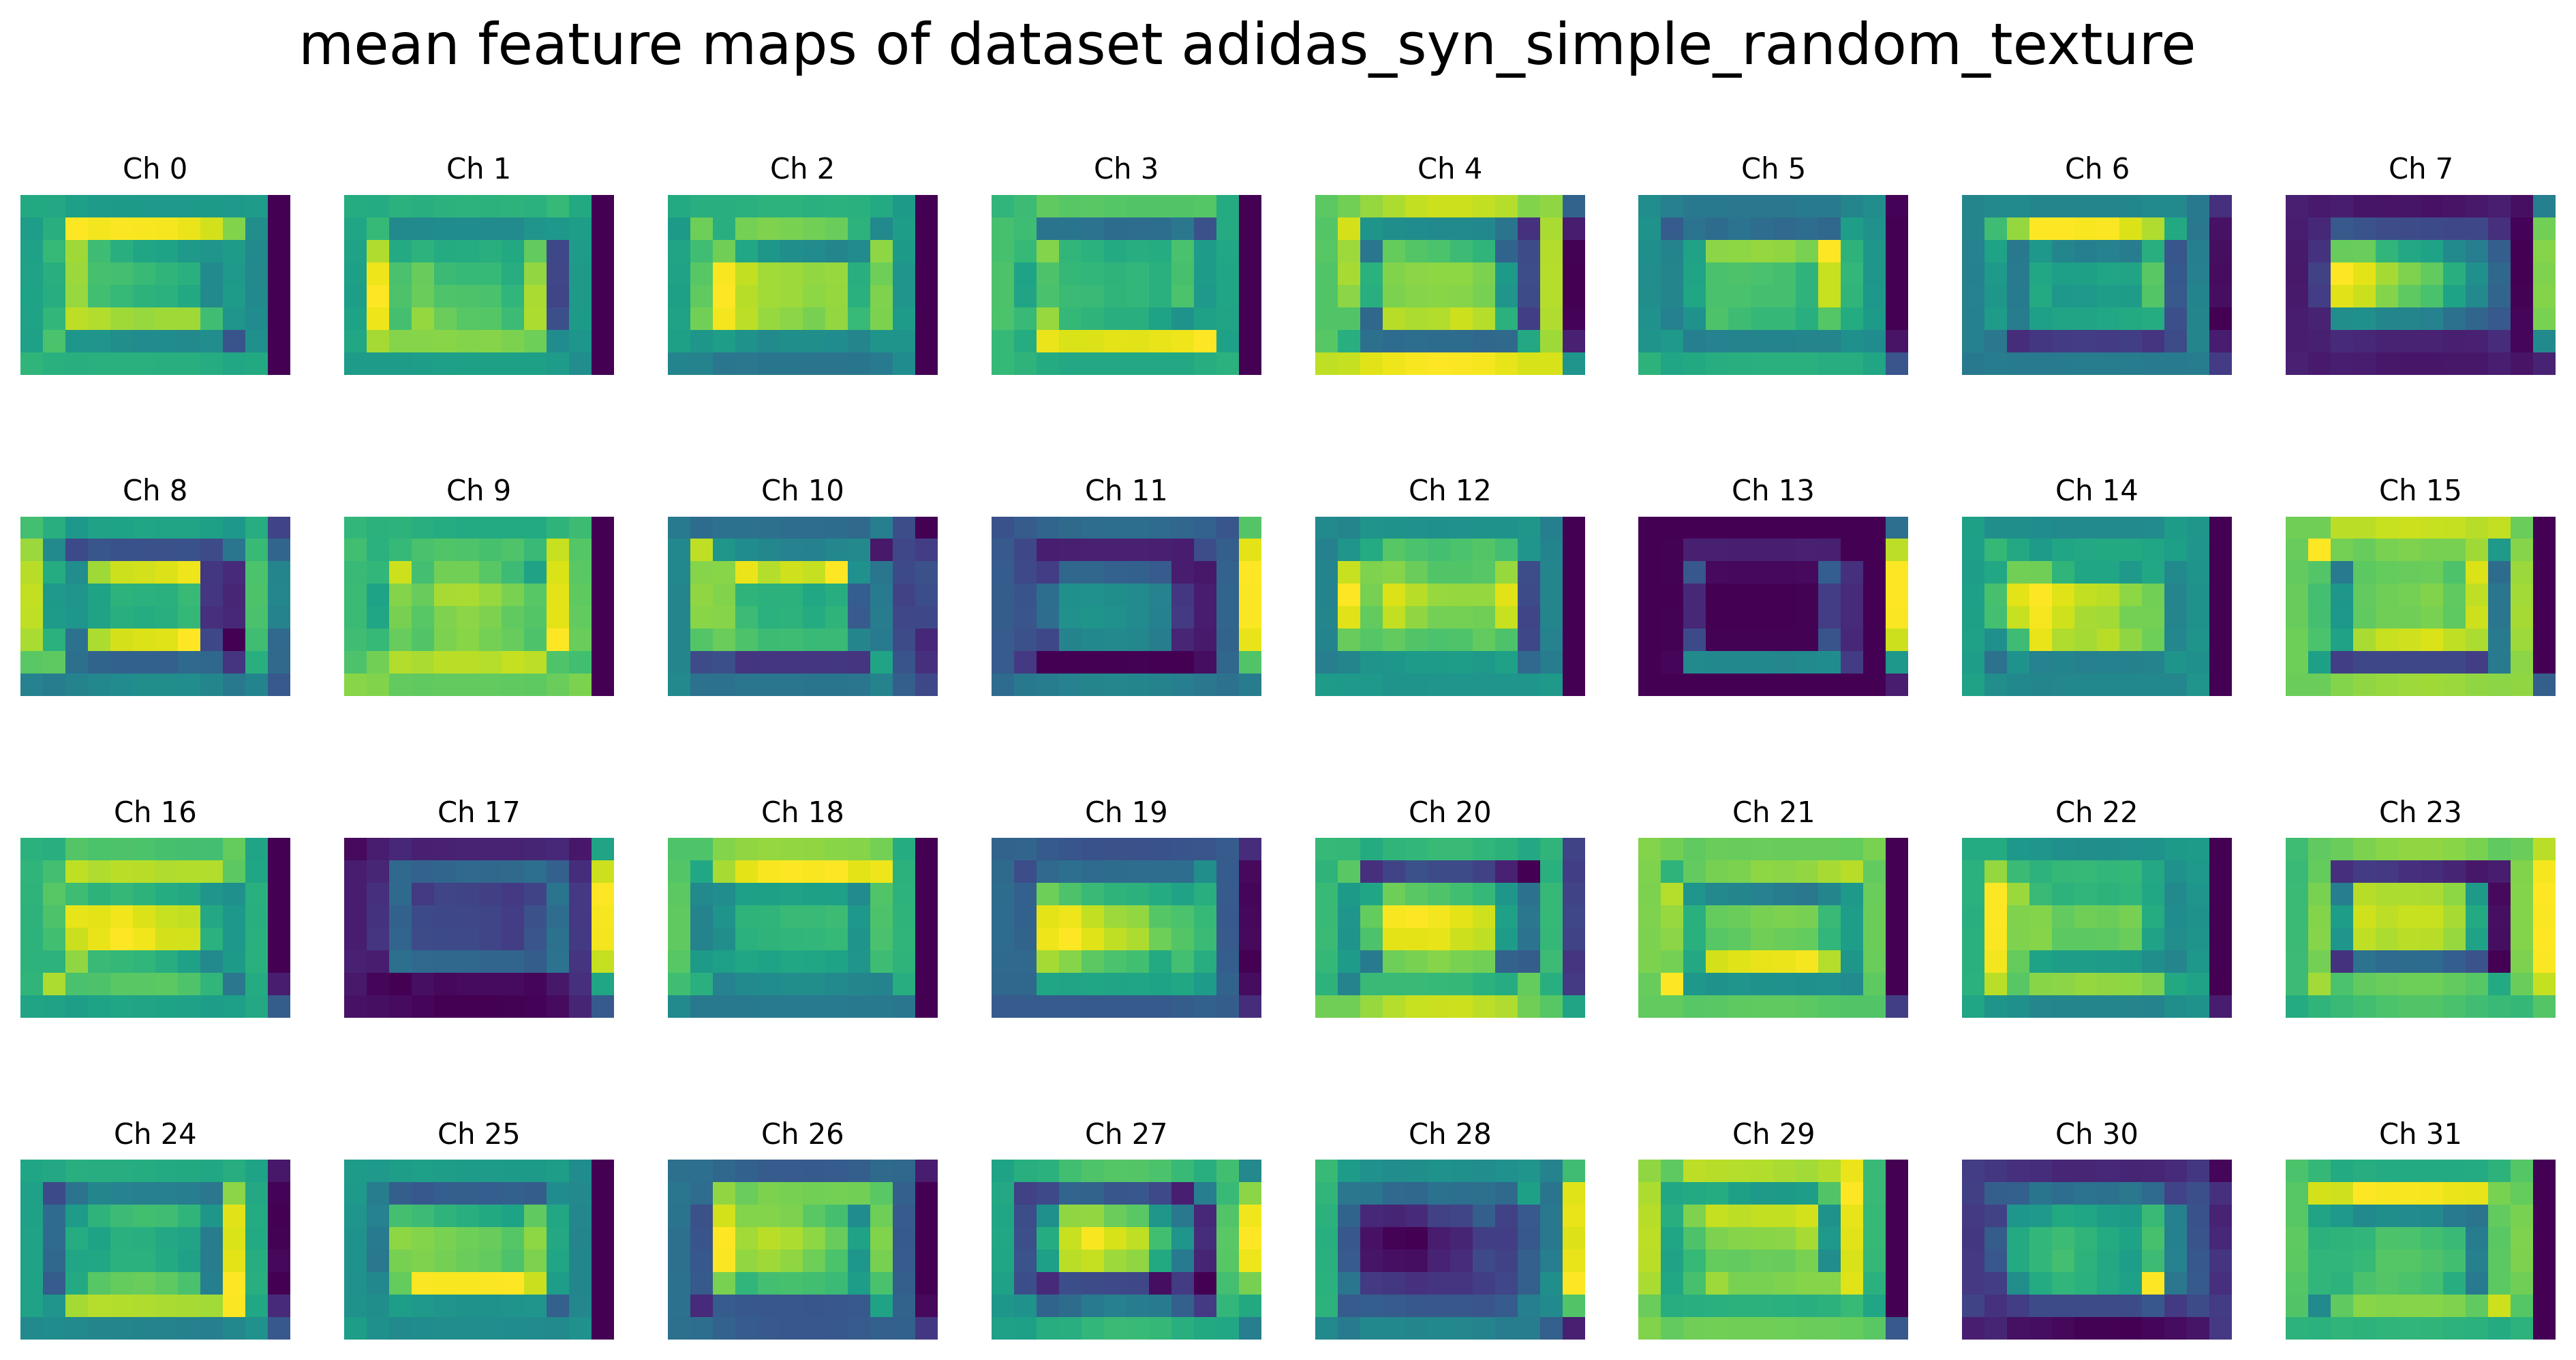 mean feature maps of dataset adidas_syn_simple_random_texture
Ch 0 Ch 1 Ch 2 Ch 3 Ch 4 Ch 5 Ch 6 Ch 7
Ch 8 Ch 9 Ch 10 Ch 11 Ch 12 Ch 13 Ch 14 Ch 15
Ch 16 Ch 17 Ch 18 Ch 19 Ch 20 Ch 21 Ch 22 Ch 23
Ch 24 Ch 25 Ch 26 Ch 27 Ch 28 Ch 29 Ch 30 Ch 31